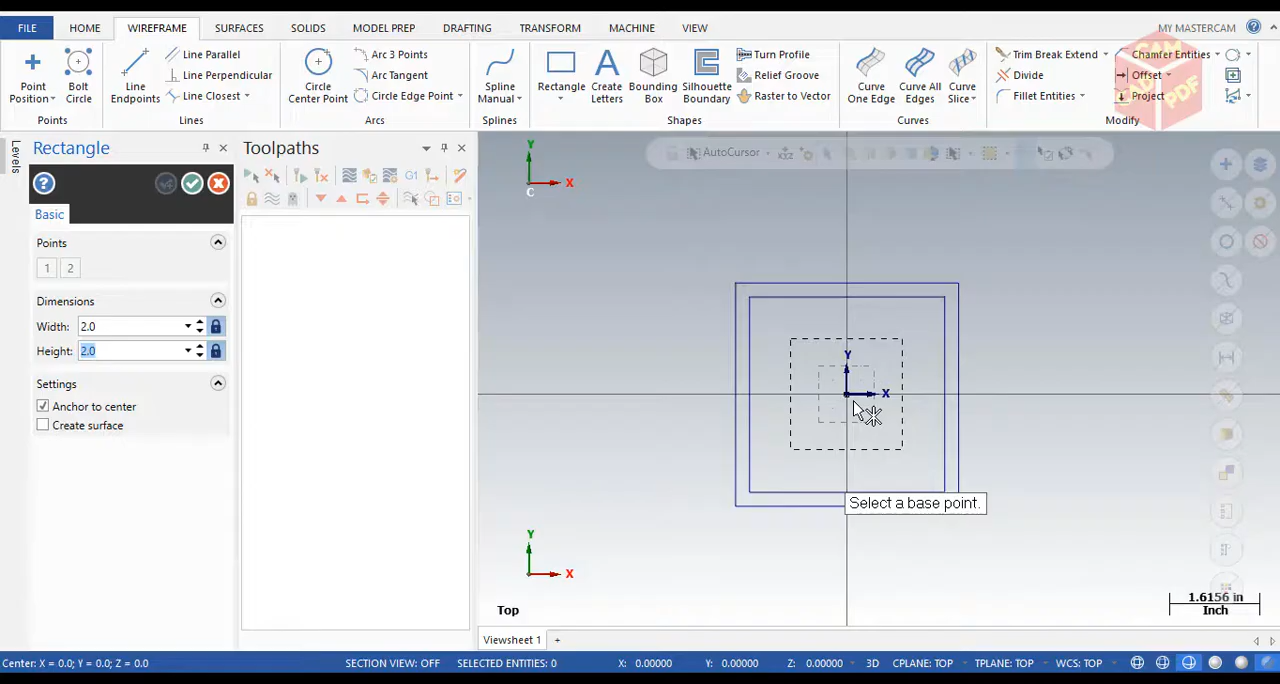 FILE HOME WIREFRAME SURFACES SOLIDS MODEL PREP DRAFTING TRANSFORM MACHINE VIEW MY MASTERCAM ?
Point Position
Bolt Circle
Points
Line Endpoints
Line Parallel
Line Perpendicular
Line Closest
Lines
Circle Center Point
Arc 3 Points
Arc Tangent
Circle Edge Point
Arcs
Spline Manual
Splines
Rectangle
Create Letters
Bounding Box
Silhouette Boundary
Turn Profile
Relief Groove
Raster to Vector
Shapes
Curve One Edge
Curve All Edges
Curve Slice
Curves
Trim Break Extend
Divide
Fillet Entities
Chamfer Entities
Offset
Project
Modify
CAM
CAD
PDF
Levels
Rectangle
?
Basic
Points
1 2
Dimensions
Width: 2.0
Height: 2.0
Settings
Anchor to center
Create surface
Toolpaths
G1
AutoCursor
XYZ
Y
X
C
Y
X
Select a base point.
Y
X
Top
1.6156 in
Inch
Viewsheet 1 +
Center: X = 0.0; Y = 0.0; Z = 0.0 SECTION VIEW: OFF SELECTED ENTITIES: 0 X: 0.00000 Y: 0.00000 Z: 0.00000 3D CPLANE: TOP TPLANE: TOP WCS: TOP